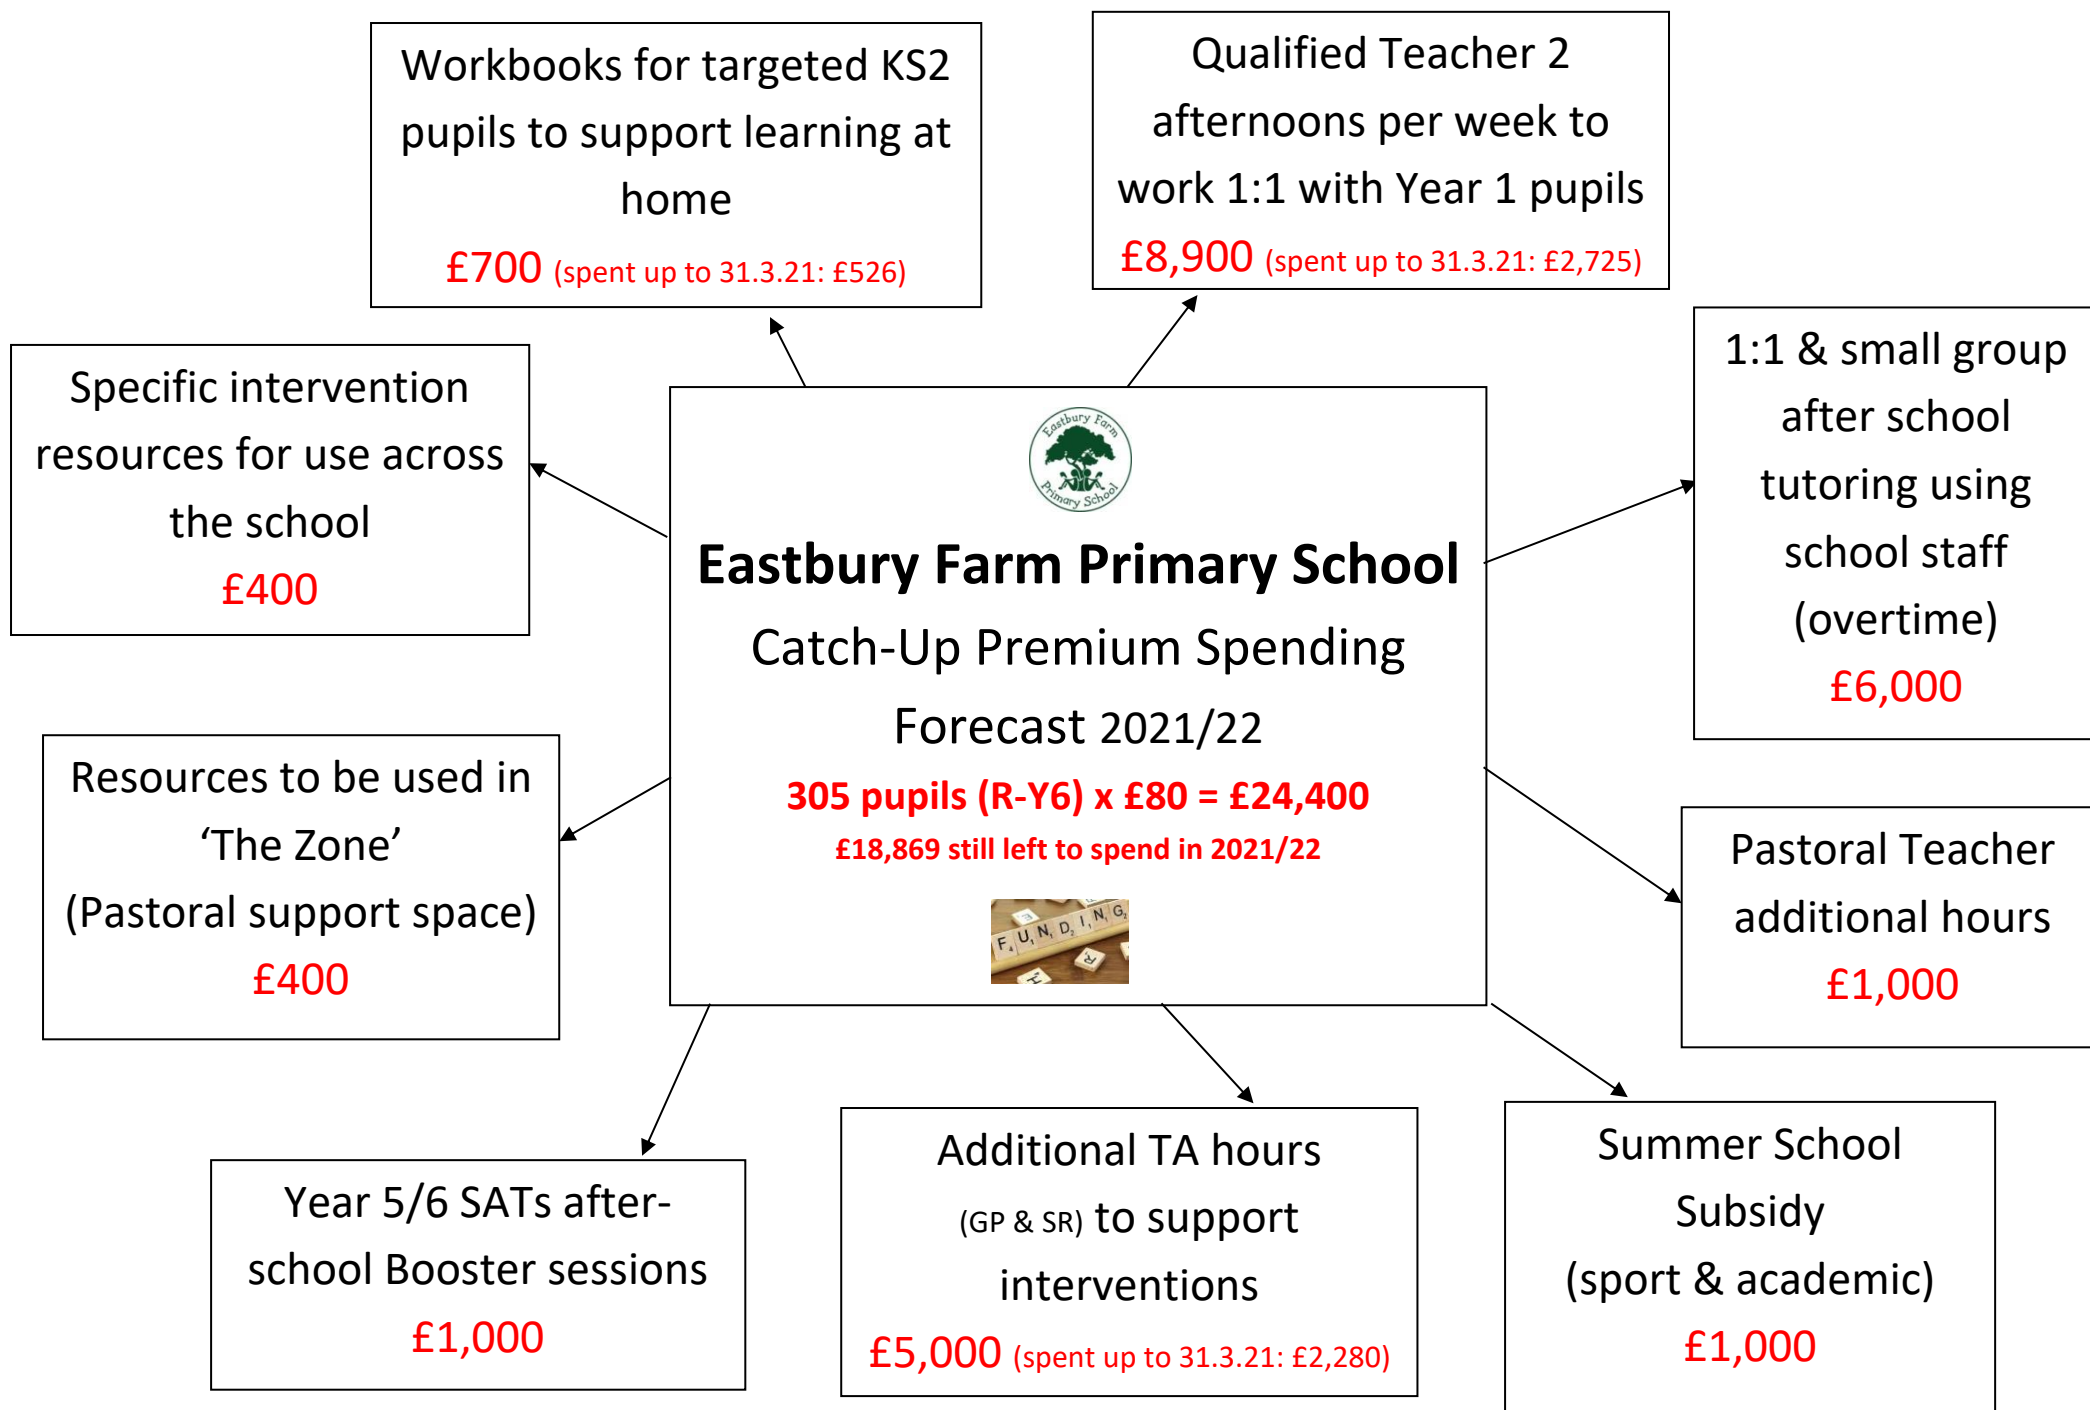 Workbooks for targeted KS2
pupils to support learning at
home
£700 (spent up to 31.3.21: £526)
Qualified Teacher 2
afternoons per week to
work 1:1 with Year 1 pupils
£8,900 (spent up to 31.3.21: £2,725)
Specific intervention
resources for use across
the school
£400
1:1 & small group
after school
tutoring using
school staff
(overtime)
£6,000
Eastbury Farm
Primary School
Eastbury Farm Primary School
Catch-Up Premium Spending
Forecast 2021/22
305 pupils (R-Y6) x £80 = £24,400
£18,869 still left to spend in 2021/22
FUNDING
Resources to be used in
‘The Zone’
(Pastoral support space)
£400
Pastoral Teacher
additional hours
£1,000
Year 5/6 SATs after-
school Booster sessions
£1,000
Additional TA hours
(GP & SR) to support
interventions
£5,000 (spent up to 31.3.21: £2,280)
Summer School
Subsidy
(sport & academic)
£1,000